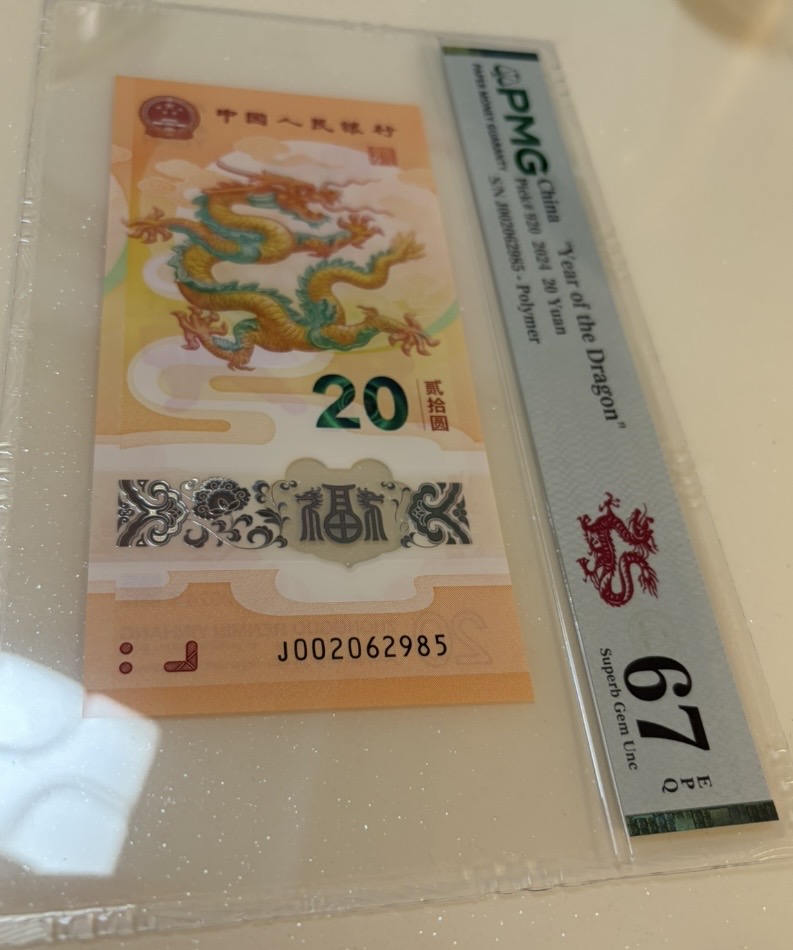 中国人民银行
20
贰拾圆
福
J002062985
PMG
PAPER MONEY GUARANTY
China "Year of the Dragon"
Pick# 920 2024 20 Yuan
S/N J002062985 - Polymer
67
EPQ
Superb Gem Unc